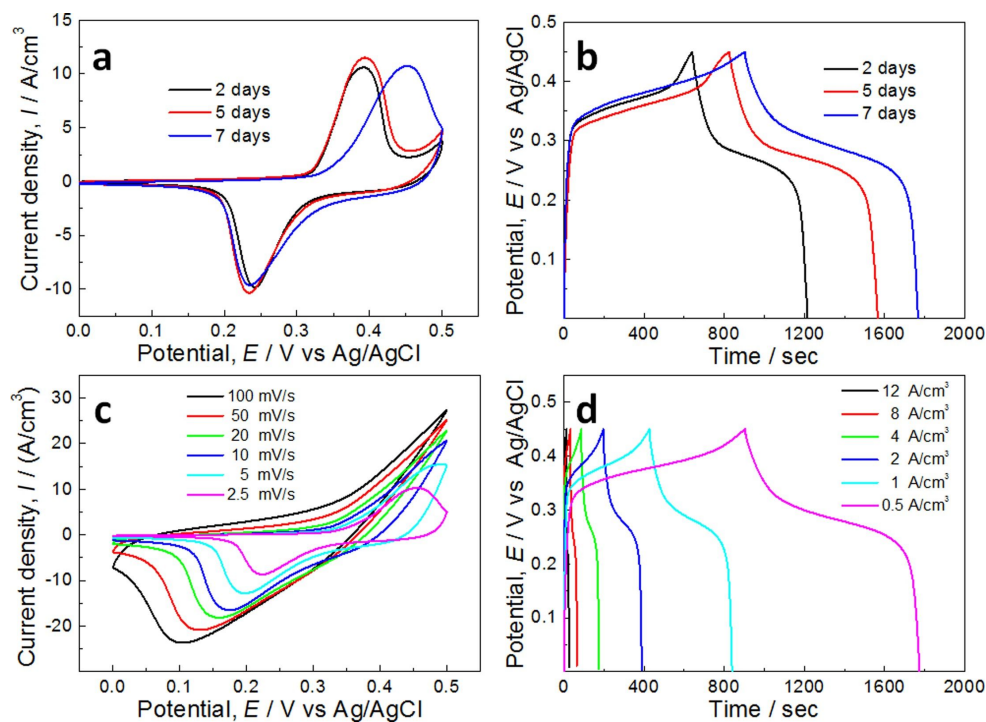 a
15
10
5
0
-5
-10
0.0 0.1 0.2 0.3 0.4 0.5
Current density, I / A/cm³
Potential, E / V vs Ag/AgCl
2 days
5 days
7 days
b
0.5
0.4
0.3
0.2
0.1
0 400 800 1200 1600 2000
Potential, E / V vs Ag/AgCl
Time / sec
2 days
5 days
7 days
c
30
20
10
0
-10
-20
0.0 0.1 0.2 0.3 0.4 0.5
Current density, I / (A/cm³)
Potential, E / V vs Ag/AgCl
100 mV/s
50 mV/s
20 mV/s
10 mV/s
5 mV/s
2.5 mV/s
d
0.5
0.4
0.3
0.2
0.1
0 400 800 1200 1600 2000
Potential, E / V vs Ag/AgCl
Time / sec
12 A/cm³
8 A/cm³
4 A/cm³
2 A/cm³
1 A/cm³
0.5 A/cm³